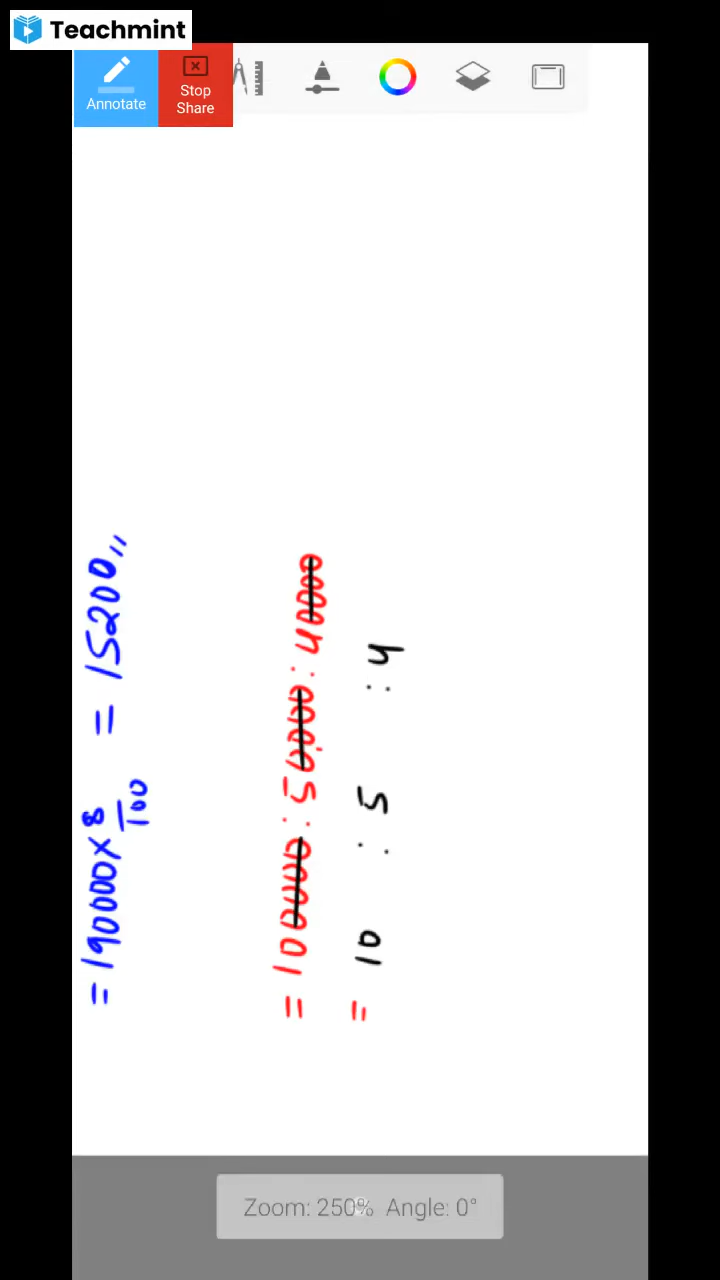 Teachmint
Annotate
Stop Share
= 190000 × 8/100 = 15200,,
= 100000 : 50000 : 40000
= 10 : 5 : 4
Zoom: 250% Angle: 0°